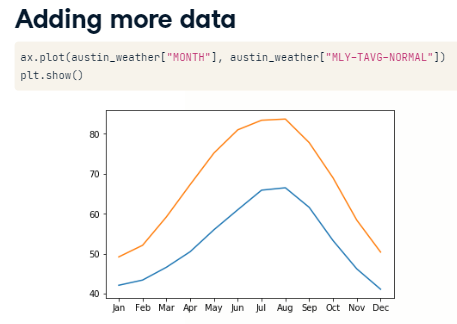 Adding more data
ax.plot(austin_weather["MONTH"], austin_weather["MLY-TAVG-NORMAL"])
plt.show()
80
70
60
50
40
Jan Feb Mar Apr May Jun Jul Aug Sep Oct Nov Dec